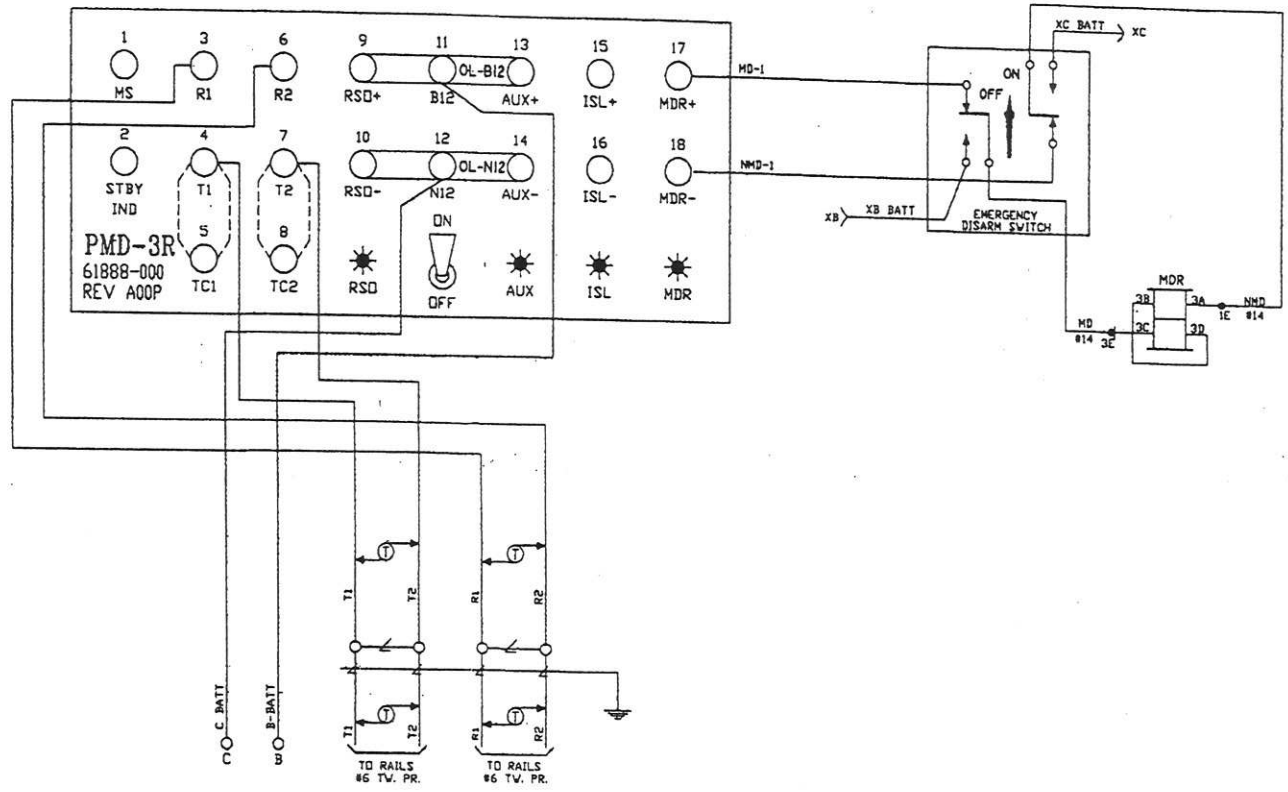 1 3 6 9 11 13 15 17
OL-B12
MS R1 R2 RSO+ B12 AUX+ ISL+ MDR+
2 4 7 10 12 14 16 18
OL-N12
STBY IND T1 T2 RSO- N12 AUX- ISL- MDR-
5 8
ON
PMD-3R
61888-000
REV A00P
TC1 TC2 RSO OFF AUX ISL MDR
MD-1
NMD-1
XC BATT XC
ON
OFF
XB XB BATT
EMERGENCY
DISARM SWITCH
MDR
3B 3A 1E NMD
#14
MD
#14
3E 3C 3D
T T
T1 T2 R1 R2
T T
T1 T2 R1 R2
C BATT
B-BATT
C B
TO RAILS
#6 TW. PR.
TO RAILS
#6 TW. PR.